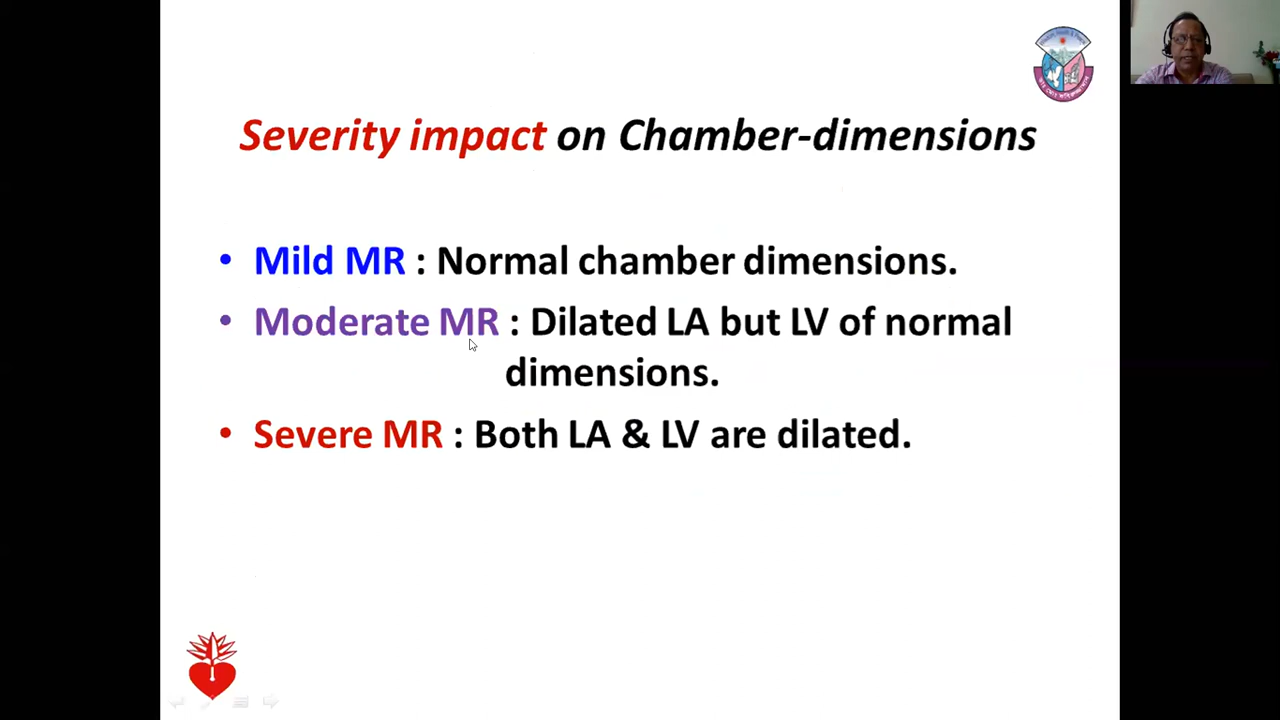 Severity impact on Chamber-dimensions
• Mild MR : Normal chamber dimensions.
• Moderate MR : Dilated LA but LV of normal
dimensions.
• Severe MR : Both LA & LV are dilated.